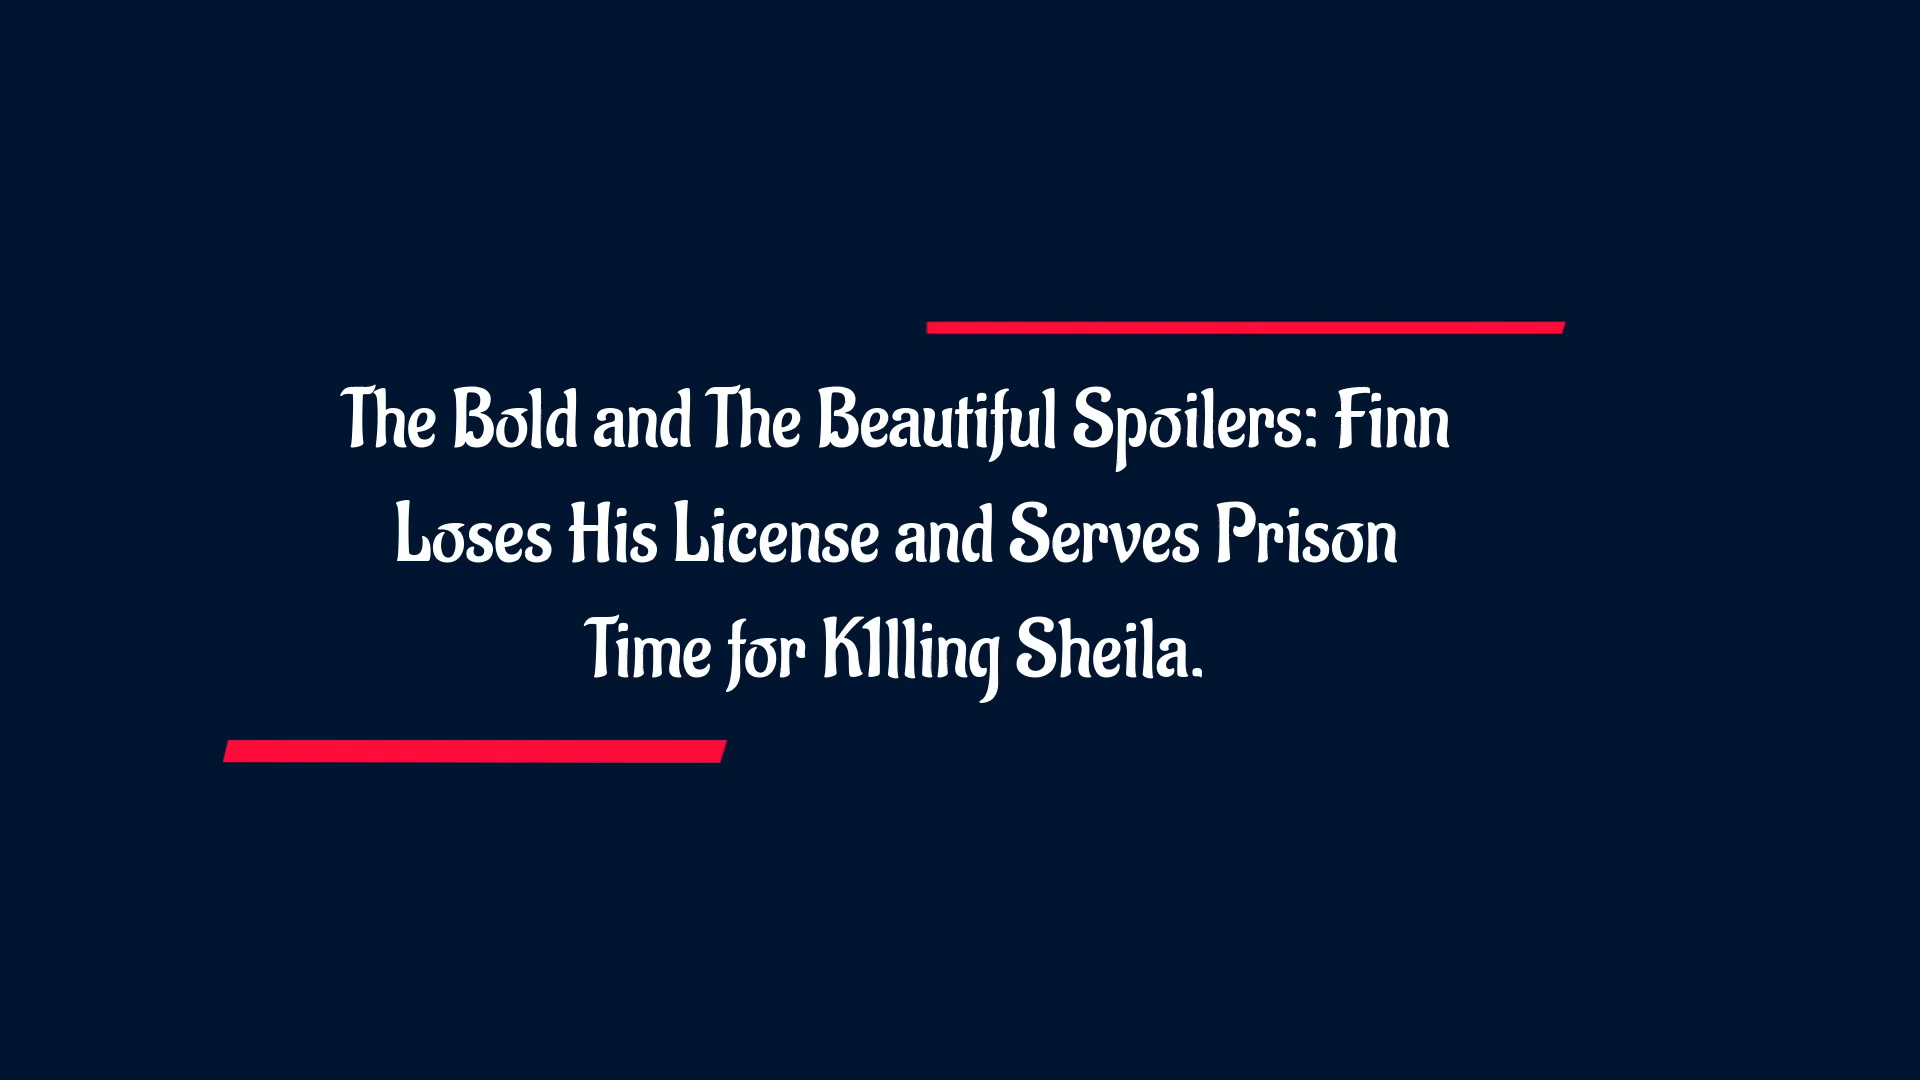 The Bold and The Beautiful Spoilers: Finn
Loses His License and Serves Prison
Time for K1lling Sheila.